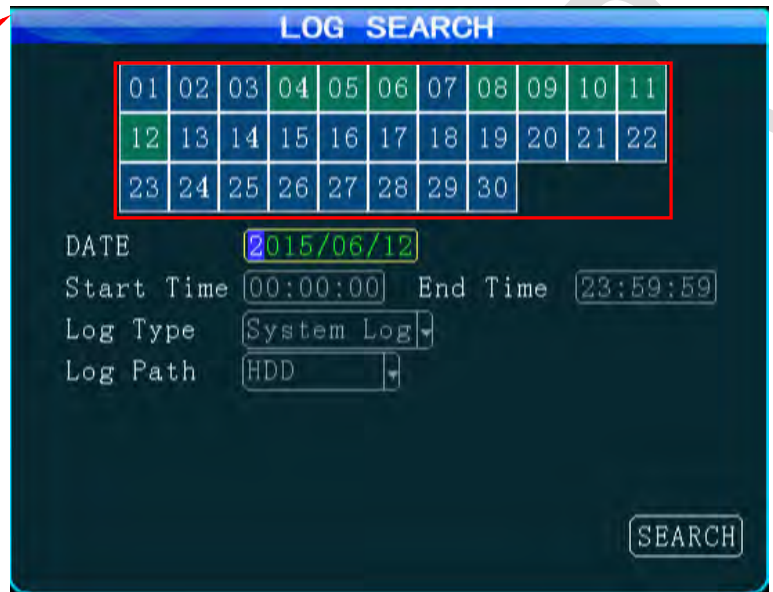 LOG SEARCH
01 02 03 04 05 06 07 08 09 10 11
12 13 14 15 16 17 18 19 20 21 22
23 24 25 26 27 28 29 30
DATE 2015/06/12
Start Time 00:00:00 End Time 23:59:59
Log Type System Log
Log Path HDD
SEARCH